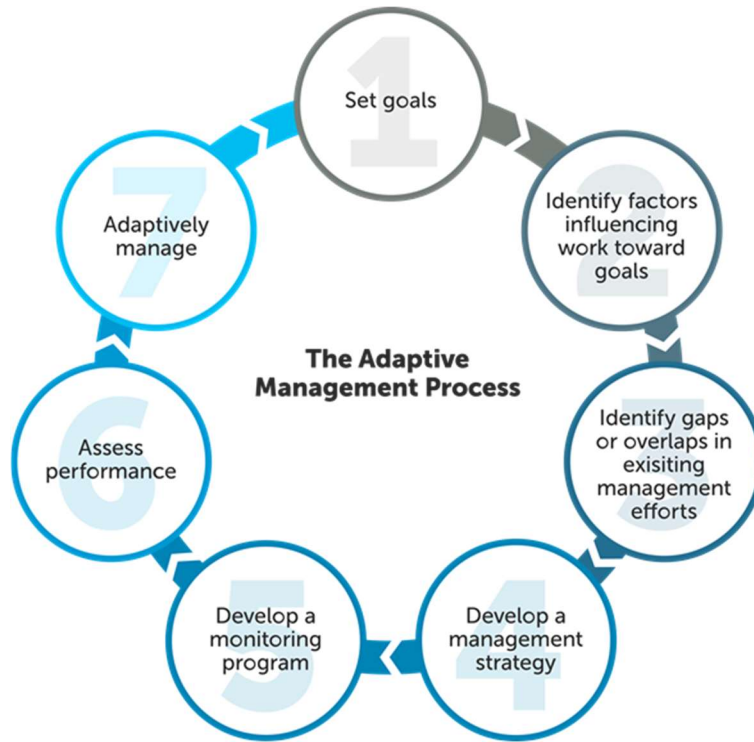 1
Set goals
2
Identify factors
influencing
work toward
goals
3
Identify gaps
or overlaps in
exisiting
management
efforts
4
Develop a
management
strategy
5
Develop a
monitoring
program
6
Assess
performance
7
Adaptively
manage
The Adaptive
Management Process